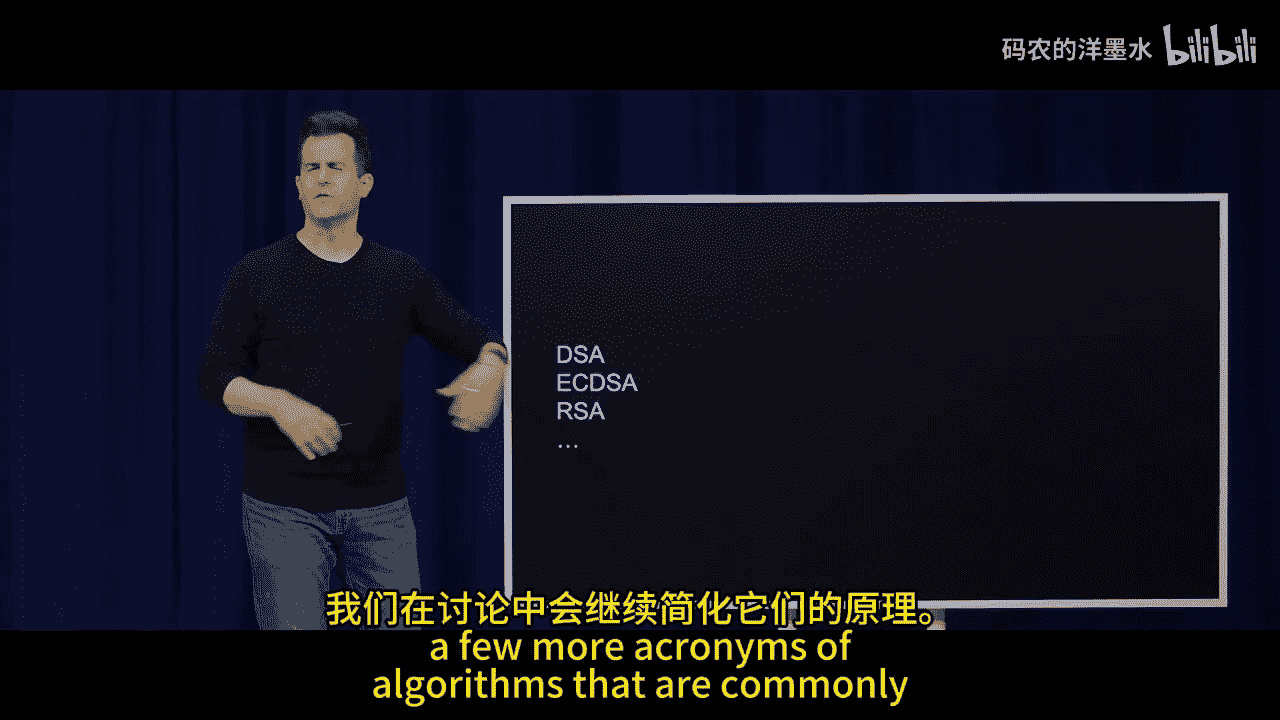 码农的洋墨水 bilibili
DSA
ECDSA
RSA
...
我们在讨论中会继续简化它们的原理。
a few more acronyms of
algorithms that are commonly